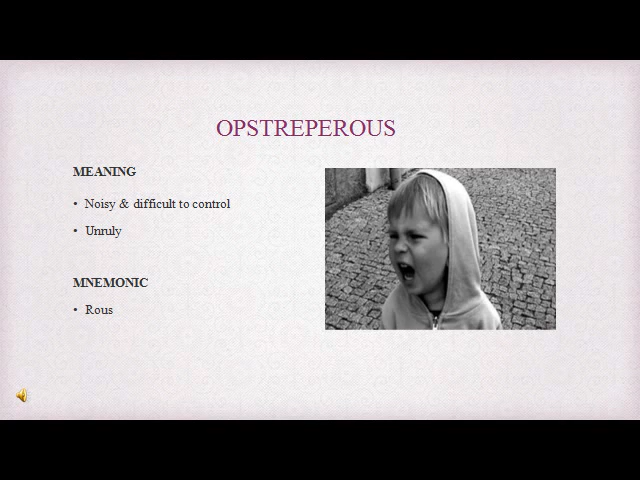 OPSTREPEROUS
MEANING
• Noisy & difficult to control
• Unruly
MNEMONIC
• Rous